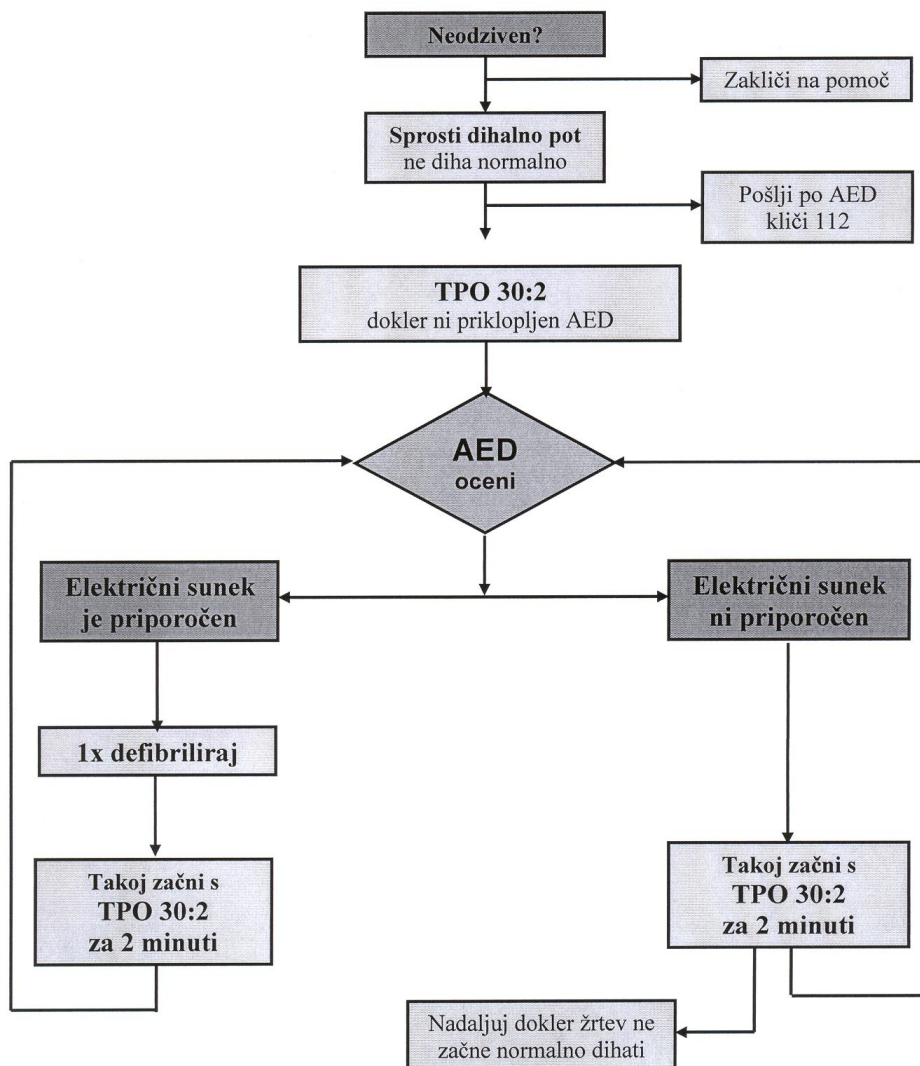 Neodziven?
Zakliči na pomoč
Sprosti dihalno pot
ne diha normalno
Pošlji po AED
kliči 112
TPO 30:2
dokler ni priklopljen AED
AED
oceni
Električni sunek
je priporočen
Električni sunek
ni priporočen
1x defibriliraj
Takoj začni s
TPO 30:2
za 2 minuti
Takoj začni s
TPO 30:2
za 2 minuti
Nadaljuj dokler žrtev ne
začne normalno dihati